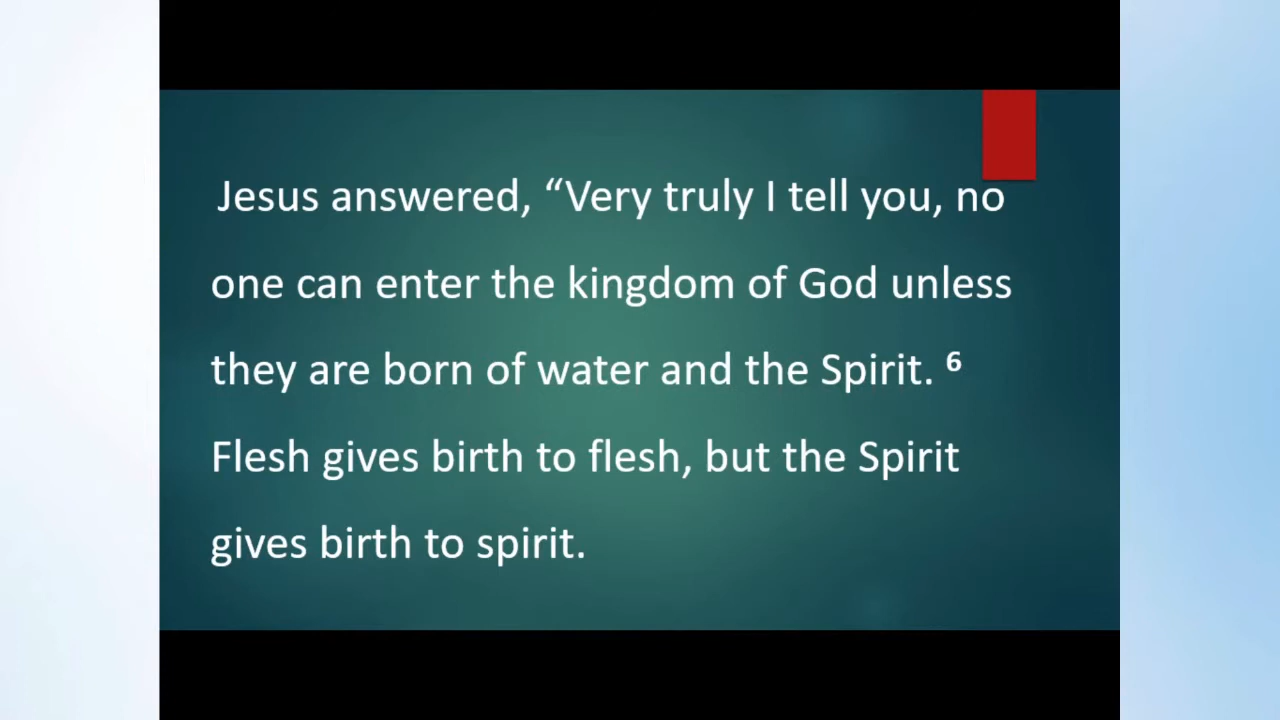 Jesus answered, “Very truly I tell you, no
one can enter the kingdom of God unless
they are born of water and the Spirit. ⁶
Flesh gives birth to flesh, but the Spirit
gives birth to spirit.